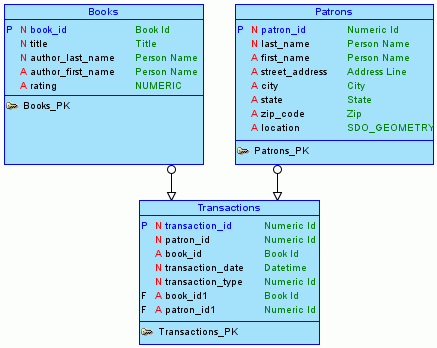 Books
P N book_id Book Id
N title Title
N author_last_name Person Name
A author_first_name Person Name
A rating NUMERIC
Books_PK
Patrons
P N patron_id Numeric Id
N last_name Person Name
A first_name Person Name
A street_address Address Line
A city City
A state State
A zip_code Zip
A location SDO_GEOMETRY
Patrons_PK
Transactions
P N transaction_id Numeric Id
N patron_id Numeric Id
A book_id Book Id
N transaction_date Datetime
N transaction_type Numeric Id
F A book_id1 Book Id
F A patron_id1 Numeric Id
Transactions_PK